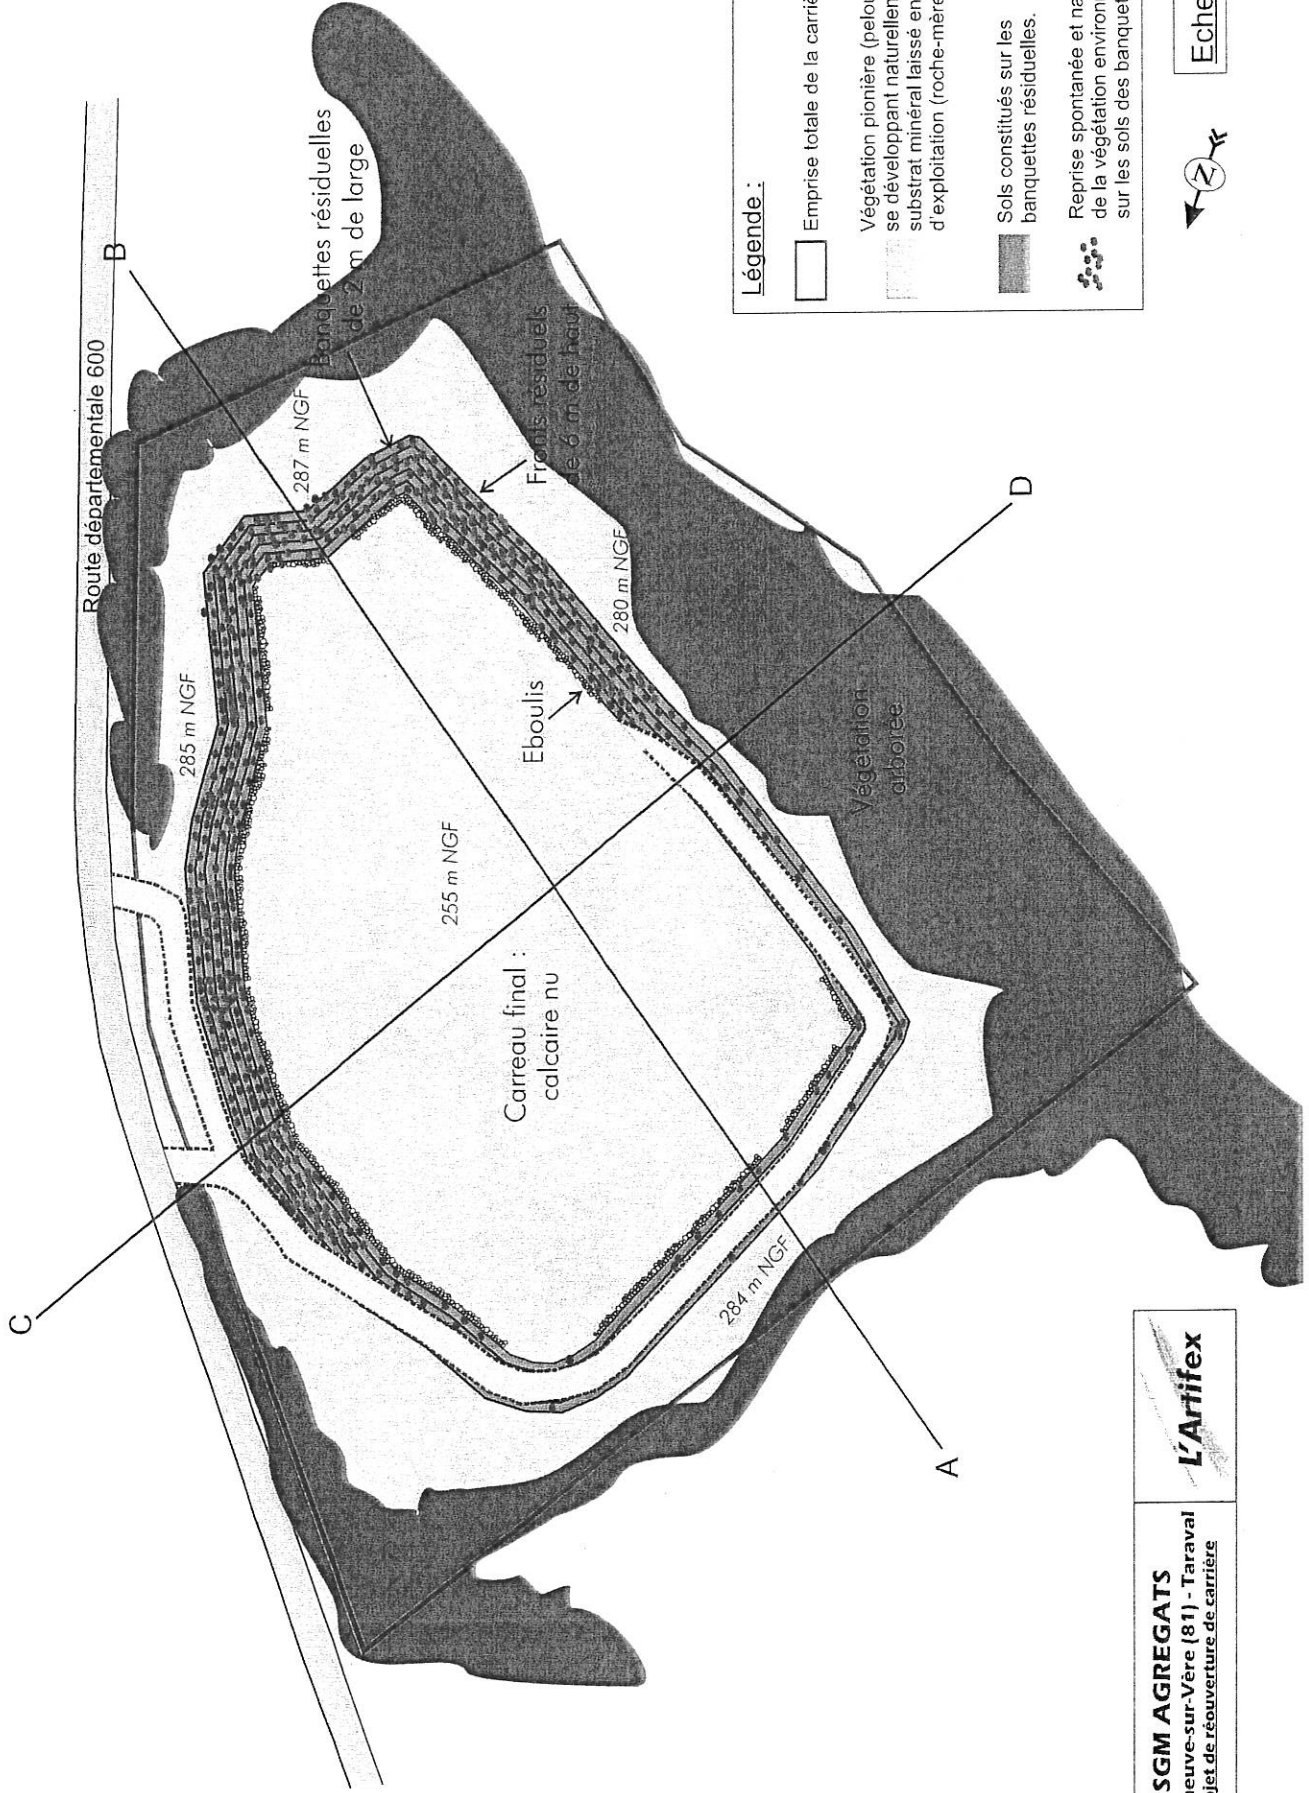 C
B
Route départementale 600
285 m NGF
287 m NGF
Banquettes résiduelles
de 2 m de large
Fronts résiduels
de 6 m de haut
280 m NGF
Eboulis
255 m NGF
Carreau final :
calcaire nu
Végétation
arborée
284 m NGF
A
D
Légende :
Emprise totale de la carriè
Végétation pionière (pelou
se développant naturellen
substrat minéral laissé en
d'exploitation (roche-mère
Sols constitués sur les
banquettes résiduelles.
Reprise spontanée et na
de la végétation environ
sur les sols des banquet
N
Eche
SGM AGREGATS
neuve-sur-Vère (81) - Taraval
jet de réouverture de carrière
L'Artifex